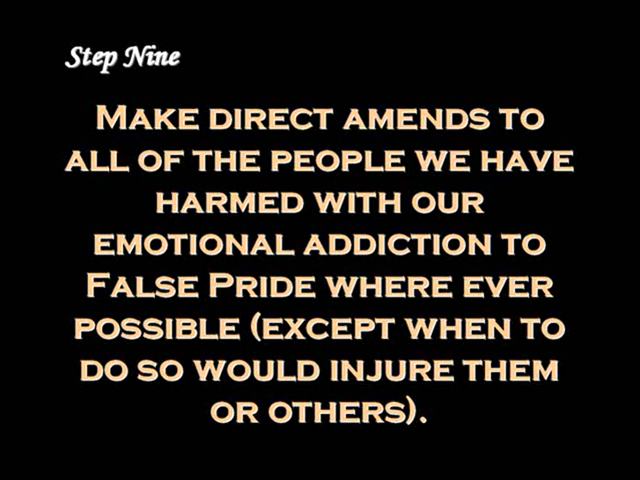 Step Nine
Make direct amends to
all of the people we have
harmed with our
emotional addiction to
False Pride where ever
possible (except when to
do so would injure them
or others).